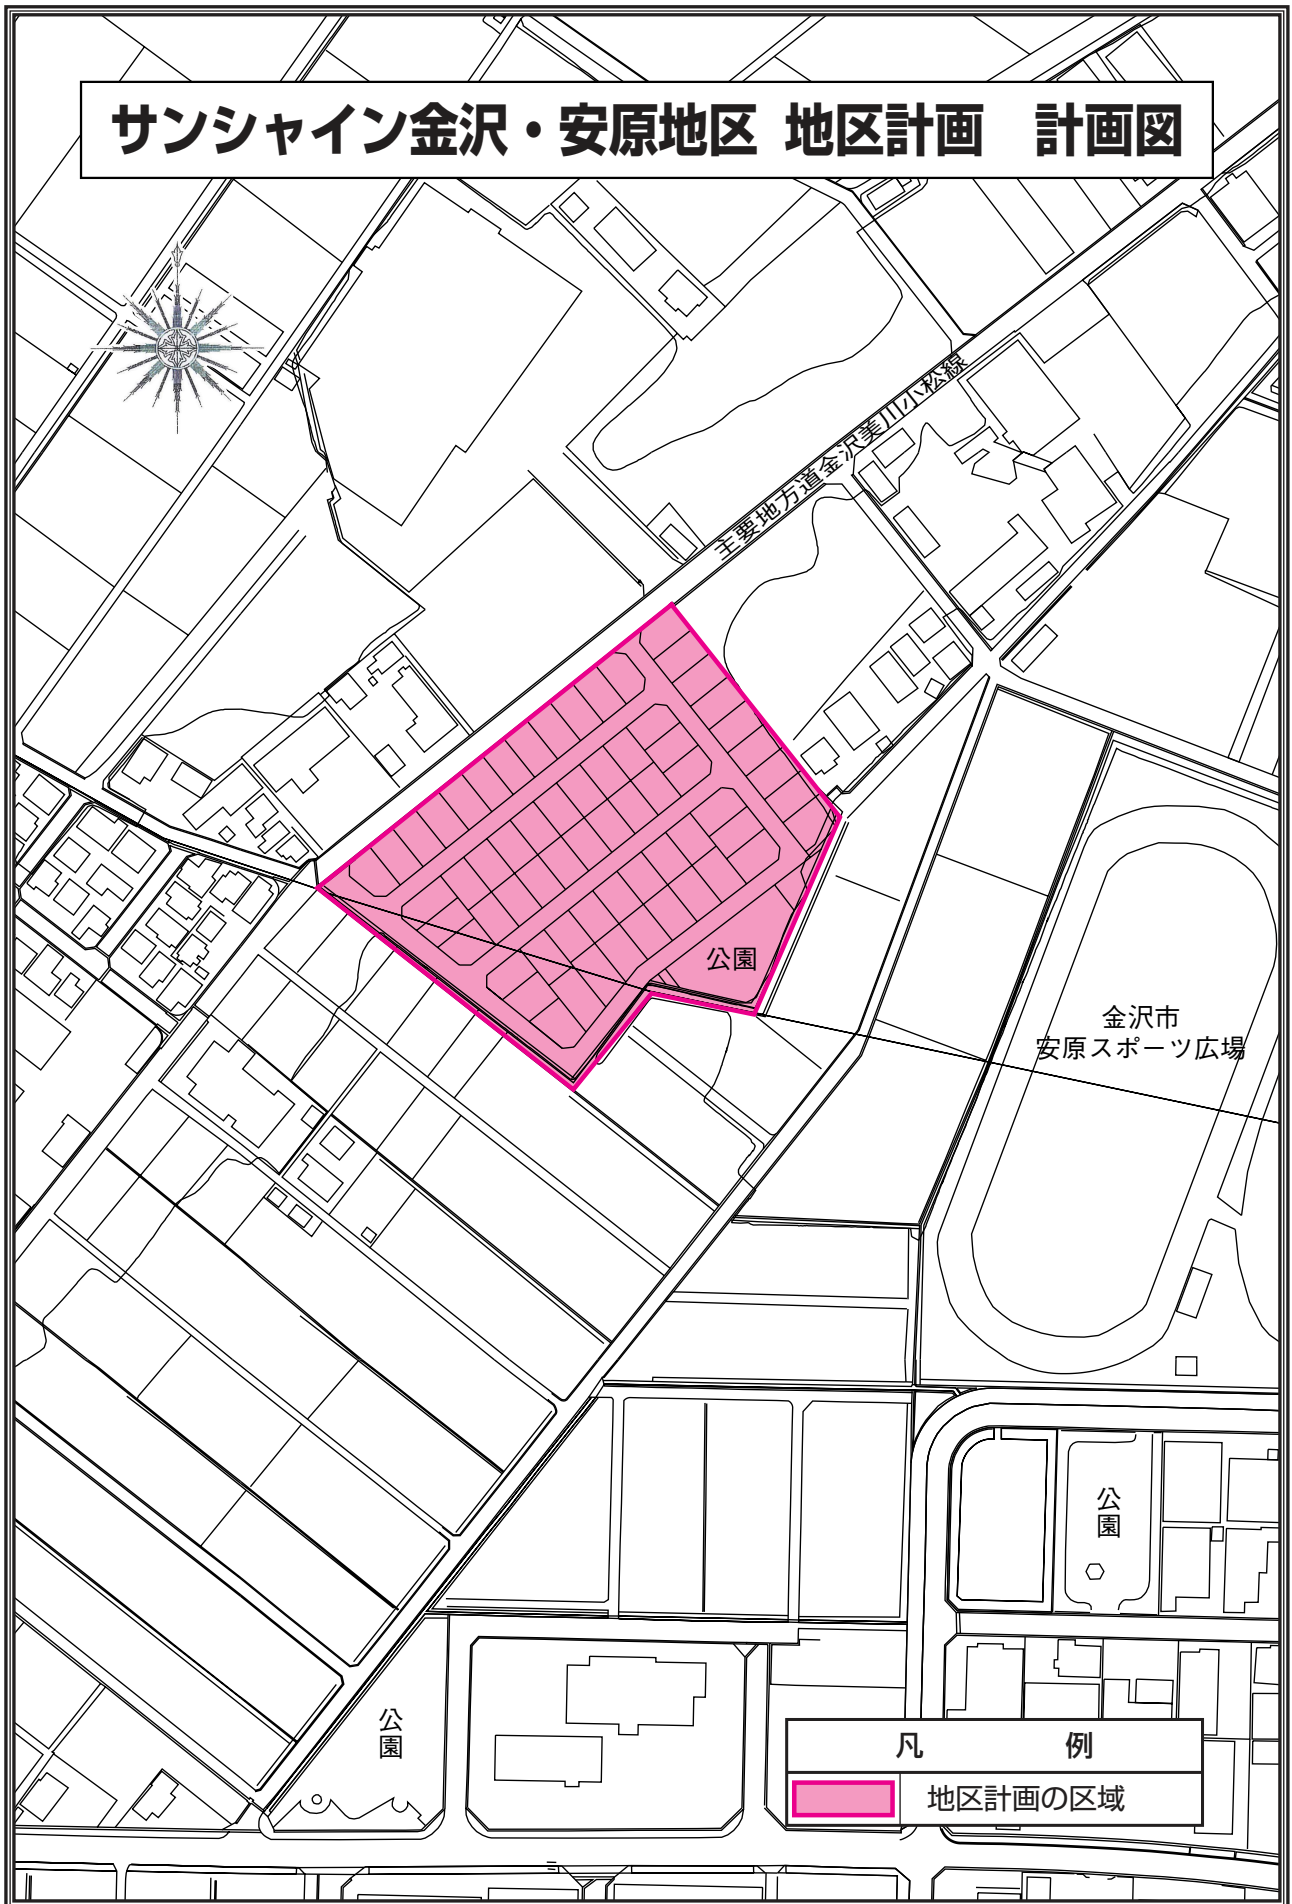 サンシャイン金沢・安原地区 地区計画　計画図
主要地方道金沢美川小松線
公園
金沢市
安原スポーツ広場
公園
公園
凡　例
地区計画の区域